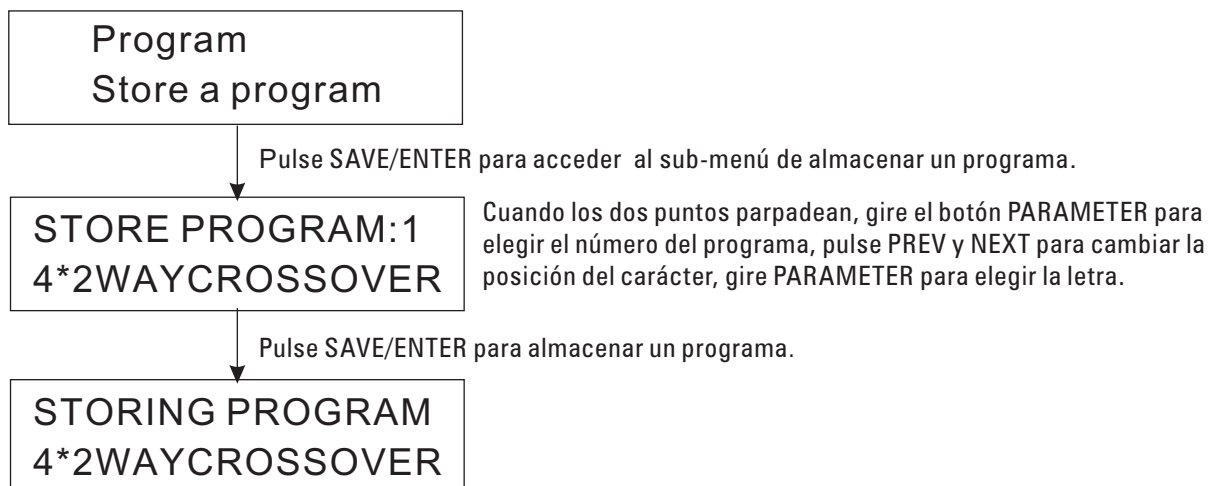 Program
Store a program
Pulse SAVE/ENTER para acceder al sub-menú de almacenar un programa.
STORE PROGRAM:1
4*2WAYCROSSOVER
Cuando los dos puntos parpadean, gire el botón PARAMETER para
elegir el número del programa, pulse PREV y NEXT para cambiar la
posición del carácter, gire PARAMETER para elegir la letra.
Pulse SAVE/ENTER para almacenar un programa.
STORING PROGRAM
4*2WAYCROSSOVER